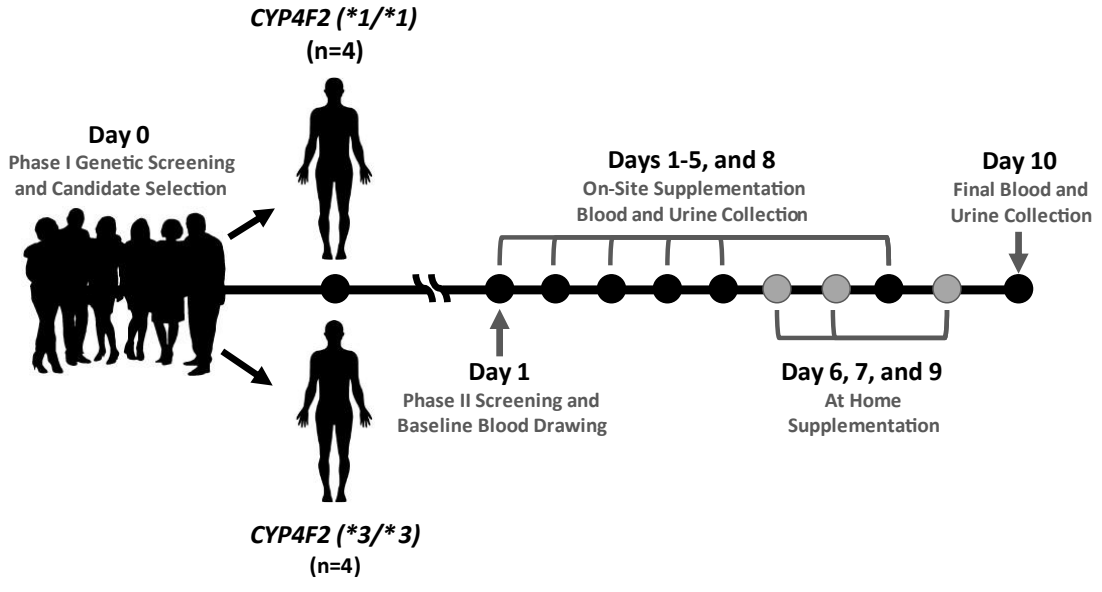 CYP4F2 (*1/*1)
(n=4)
Day 0
Phase I Genetic Screening
and Candidate Selection
Days 1-5, and 8
On-Site Supplementation
Blood and Urine Collection
Day 10
Final Blood and
Urine Collection
Day 1
Phase II Screening and
Baseline Blood Drawing
Day 6, 7, and 9
At Home
Supplementation
CYP4F2 (*3/*3)
(n=4)